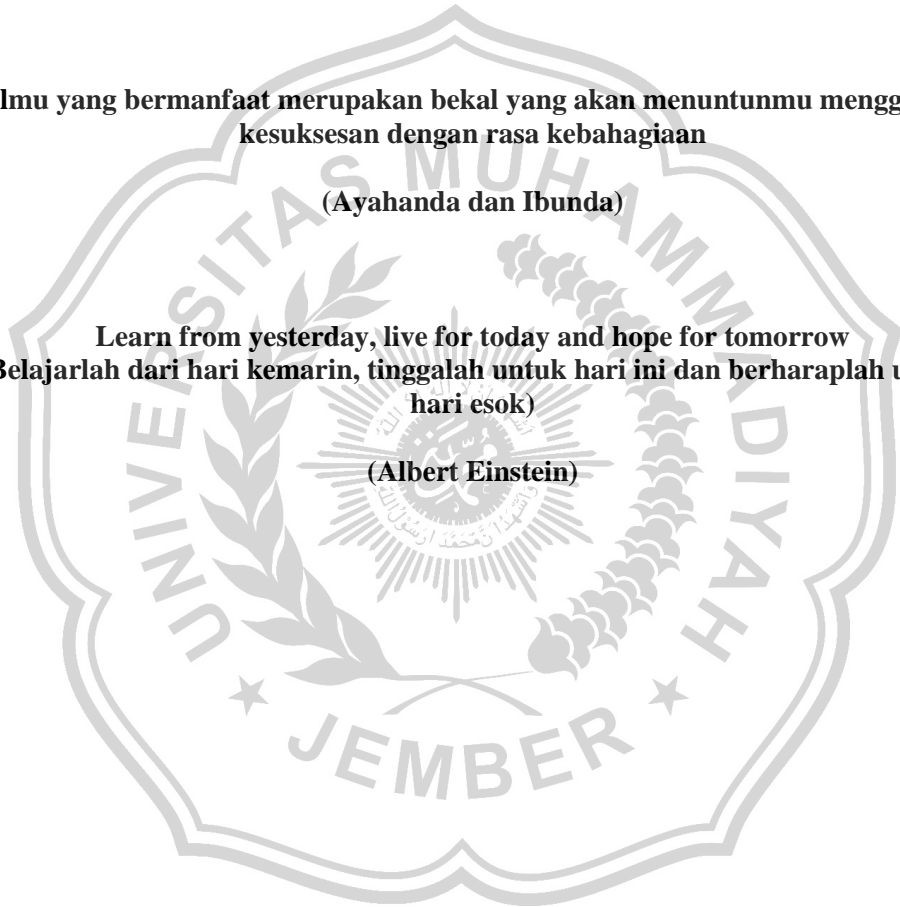 lmu yang bermanfaat merupakan bekal yang akan menuntunmu mengg
kesuksesan dengan rasa kebahagiaan
(Ayahanda dan Ibunda)
Learn from yesterday, live for today and hope for tomorrow
Belajarlah dari hari kemarin, tinggalah untuk hari ini dan berharaplah u
hari esok)
(Albert Einstein)
UNIVERSITAS MUHAMMADIYAH
JEMBER